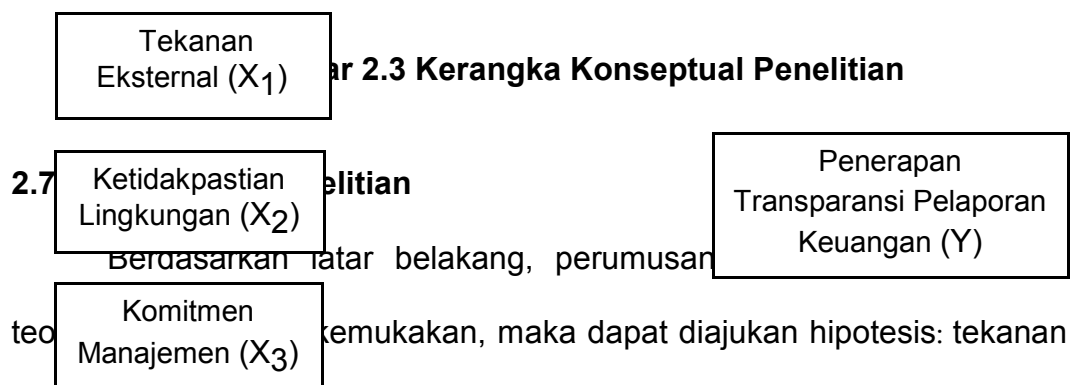 Tekanan
Eksternal (X1)
r 2.3 Kerangka Konseptual Penelitian
2.7
elitian
Ketidakpastian
Lingkungan (X2)
Penerapan
Transparansi Pelaporan
Keuangan (Y)
Berdasarkan latar belakang, perumusan
Komitmen
Manajemen (X3)
teo
kemukakan, maka dapat diajukan hipotesis: tekanan